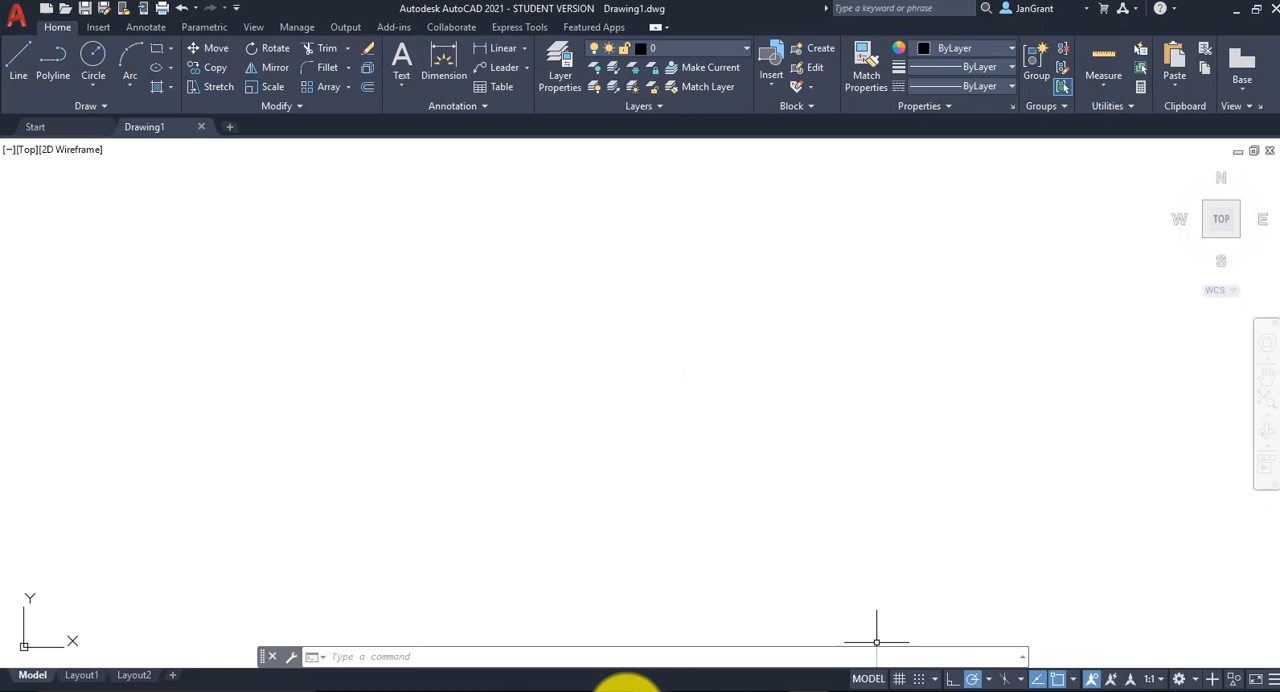 Autodesk AutoCAD 2021 - STUDENT VERSION Drawing1.dwg
Type a keyword or phrase
JanGrant
Home Insert Annotate Parametric View Manage Output Add-ins Collaborate Express Tools Featured Apps
Line
Polyline
Circle
Arc
Move Rotate Trim
Copy Mirror Fillet
Stretch Scale Array
Text
Dimension
Linear
Leader
Table
Layer
Properties
0
Make Current
Match Layer
Insert
Create
Edit
Match
Properties
ByLayer
ByLayer
ByLayer
Group
Measure
Paste
Base
Draw Modify Annotation Layers Block Properties Groups Utilities Clipboard View
Start Drawing1
[−][Top][2D Wireframe]
N
W TOP E
S
WCS
Y
X
Type a command
Model Layout1 Layout2
MODEL 1:1